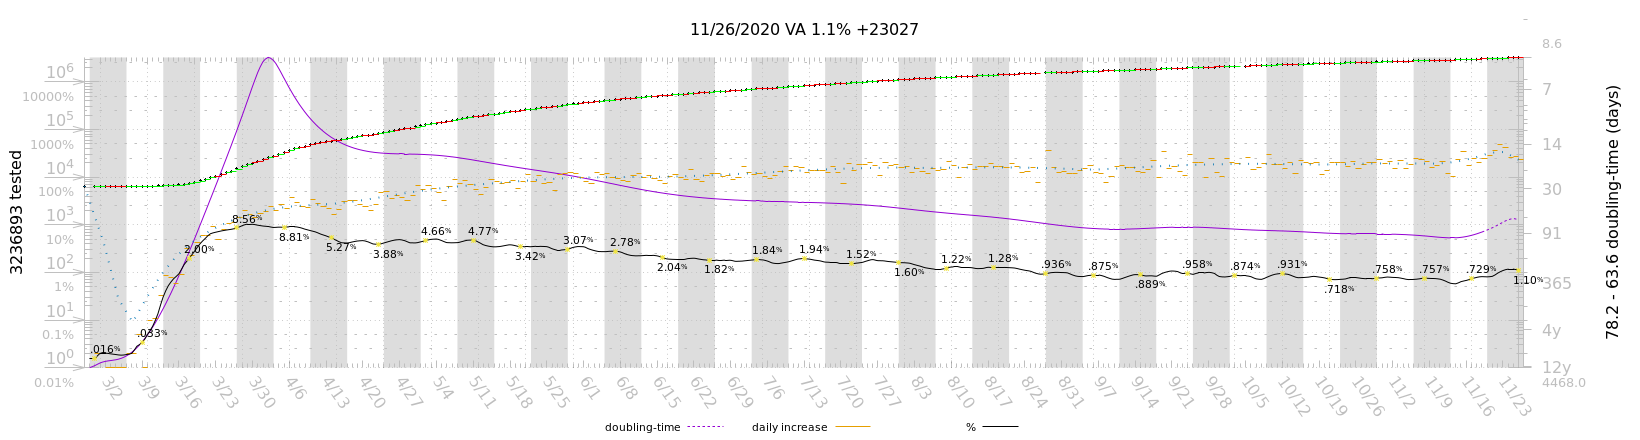 11/26/2020 VA 1.1% +23027
3236893 tested
10⁶
10000%
10⁵
1000%
10⁴
100%
10³
10%
10²
1%
10¹
0.1%
10⁰
0.01%
.016% .033% 2.00% 8.56% 8.81% 5.27% 3.88% 4.66% 4.77% 3.42% 3.07% 2.78% 2.04% 1.82% 1.84% 1.94% 1.52% 1.60% 1.22% 1.28% .936% .875% .889% .958% .874% .931% .718% .758% .757% .729% 1.10%
8.6
7
14
30
91
365
4y
12y
4468.0
78.2 - 63.6 doubling-time (days)
3/2 3/9 3/16 3/23 3/30 4/6 4/13 4/20 4/27 5/4 5/11 5/18 5/25 6/1 6/8 6/15 6/22 6/29 7/6 7/13 7/20 7/27 8/3 8/10 8/17 8/24 8/31 9/7 9/14 9/21 9/28 10/5 10/12 10/19 10/26 11/2 11/9 11/16 11/23
doubling-time daily increase %